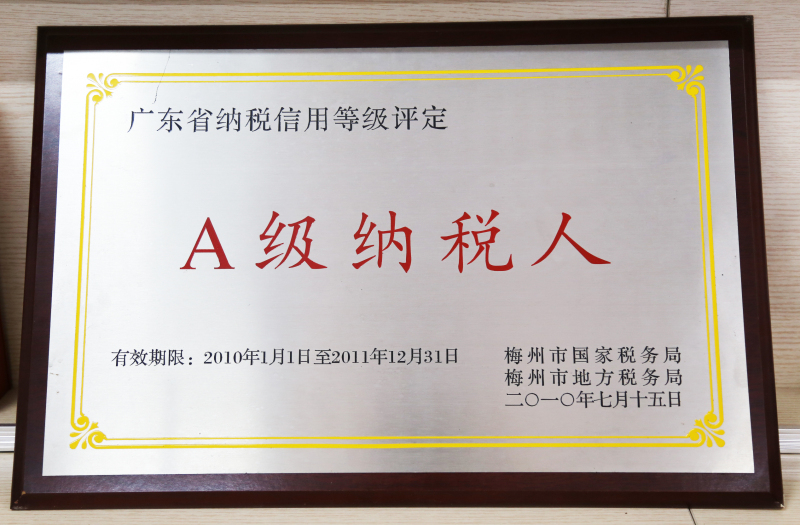 广东省纳税信用等级评定
A级纳税人
有效期限：2010年1月1日至2011年12月31日
梅州市国家税务局
梅州市地方税务局
二〇一〇年七月十五日